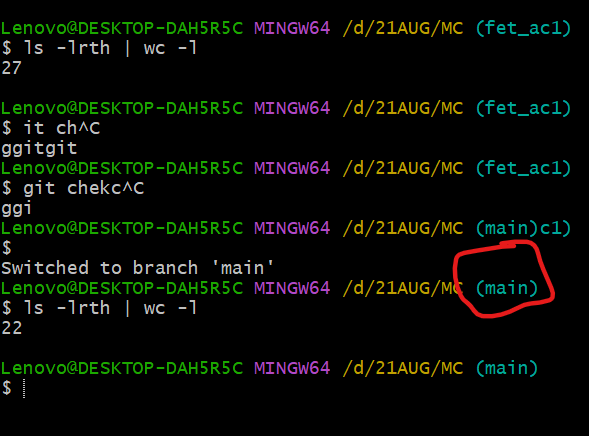 Lenovo@DESKTOP-DAH5R5C MINGW64 /d/21AUG/MC (fet_ac1)
$ ls -lrth | wc -l
27
Lenovo@DESKTOP-DAH5R5C MINGW64 /d/21AUG/MC (fet_ac1)
$ it ch^C
ggitgit
Lenovo@DESKTOP-DAH5R5C MINGW64 /d/21AUG/MC (fet_ac1)
$ git chekc^C
ggi
Lenovo@DESKTOP-DAH5R5C MINGW64 /d/21AUG/MC (main)c1)
$
Switched to branch 'main'
Lenovo@DESKTOP-DAH5R5C MINGW64 /d/21AUG/MC (main)
$ ls -lrth | wc -l
22
Lenovo@DESKTOP-DAH5R5C MINGW64 /d/21AUG/MC (main)
$